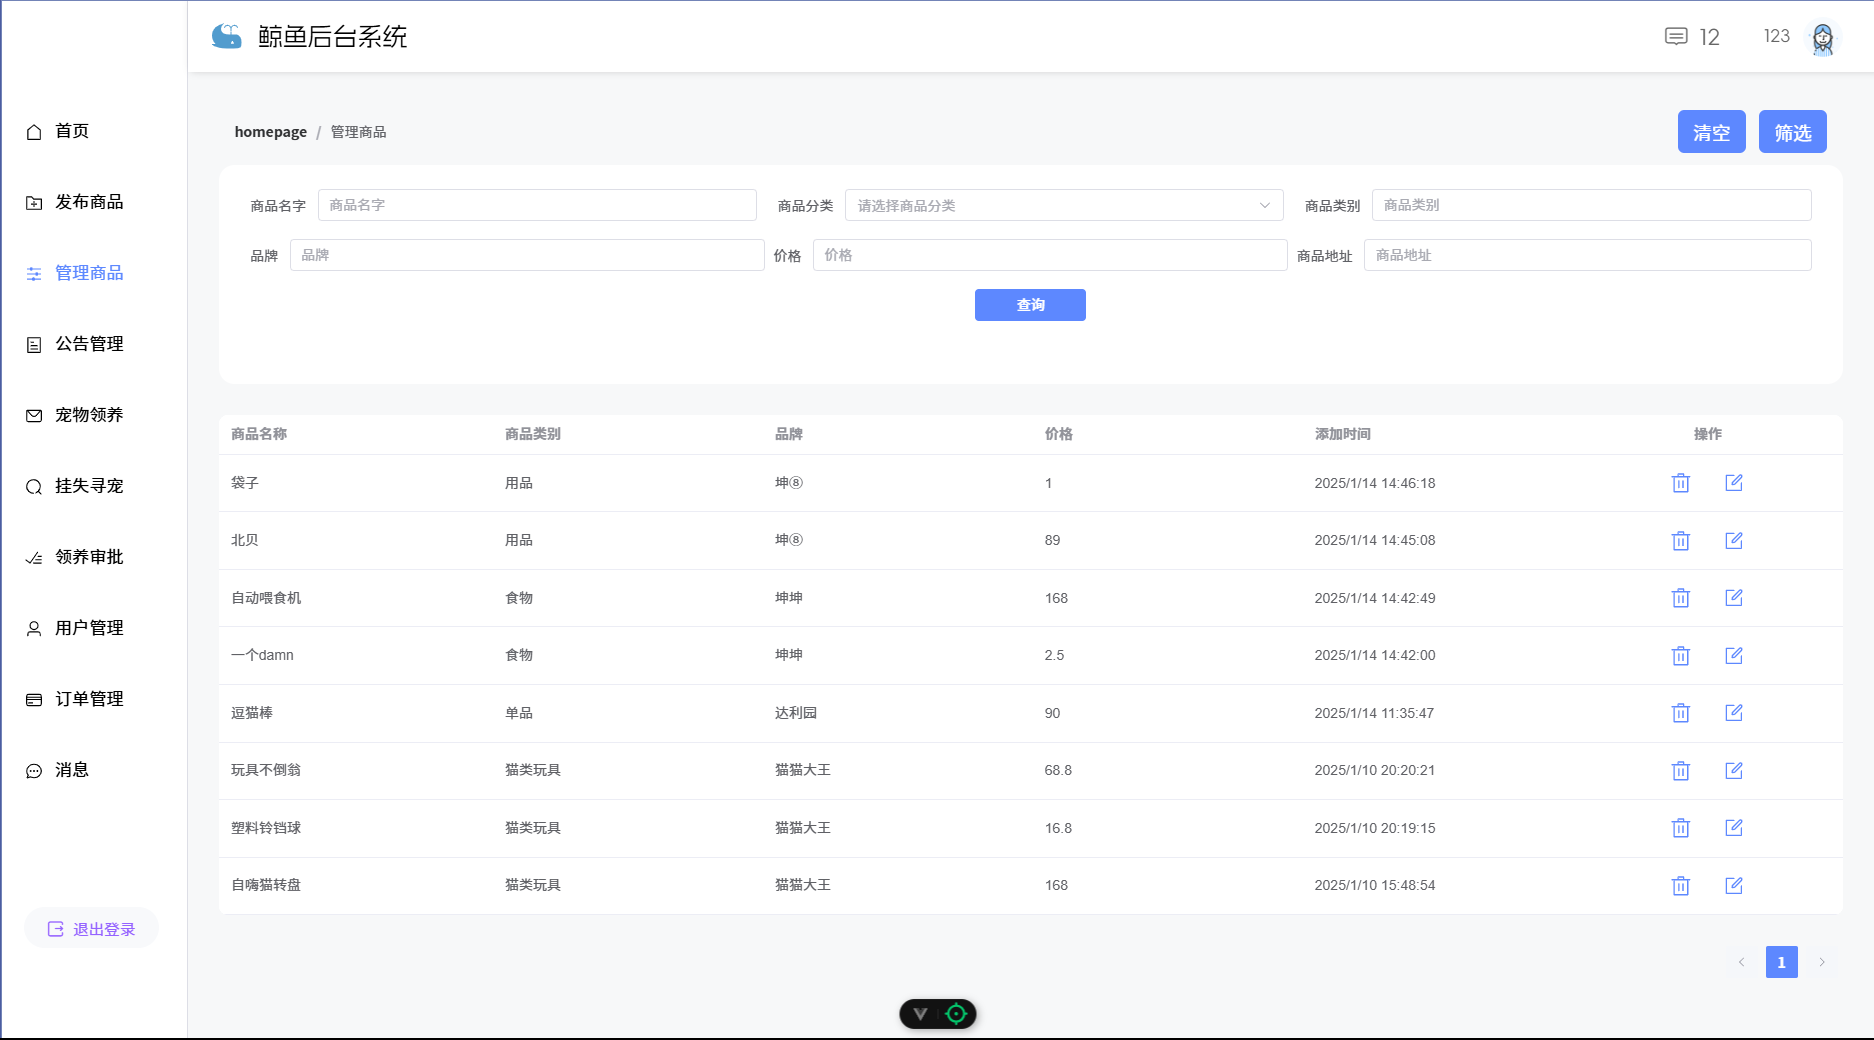 鲸鱼后台系统
12
123
首页
发布商品
管理商品
公告管理
宠物领养
挂失寻宠
领养审批
用户管理
订单管理
消息
退出登录
homepage / 管理商品
清空
筛选
商品名字 商品名字 商品分类 请选择商品分类 商品类别 商品类别
品牌 品牌 价格 价格 商品地址 商品地址
查询
商品名称 商品类别 品牌 价格 添加时间 操作
袋子 用品 坤⑧ 1 2025/1/14 14:46:18
北贝 用品 坤⑧ 89 2025/1/14 14:45:08
自动喂食机 食物 坤坤 168 2025/1/14 14:42:49
一个damn 食物 坤坤 2.5 2025/1/14 14:42:00
逗猫棒 单品 达利园 90 2025/1/14 11:35:47
玩具不倒翁 猫类玩具 猫猫大王 68.8 2025/1/10 20:20:21
塑料铃铛球 猫类玩具 猫猫大王 16.8 2025/1/10 20:19:15
自嗨猫转盘 猫类玩具 猫猫大王 168 2025/1/10 15:48:54
1